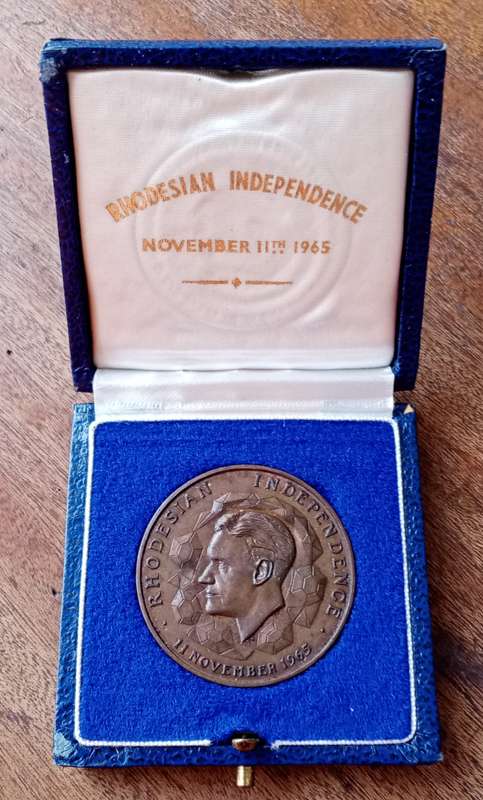 RHODESIAN INDEPENDENCE
NOVEMBER 11TH 1965
RHODESIAN INDEPENDENCE
11 NOVEMBER 1965